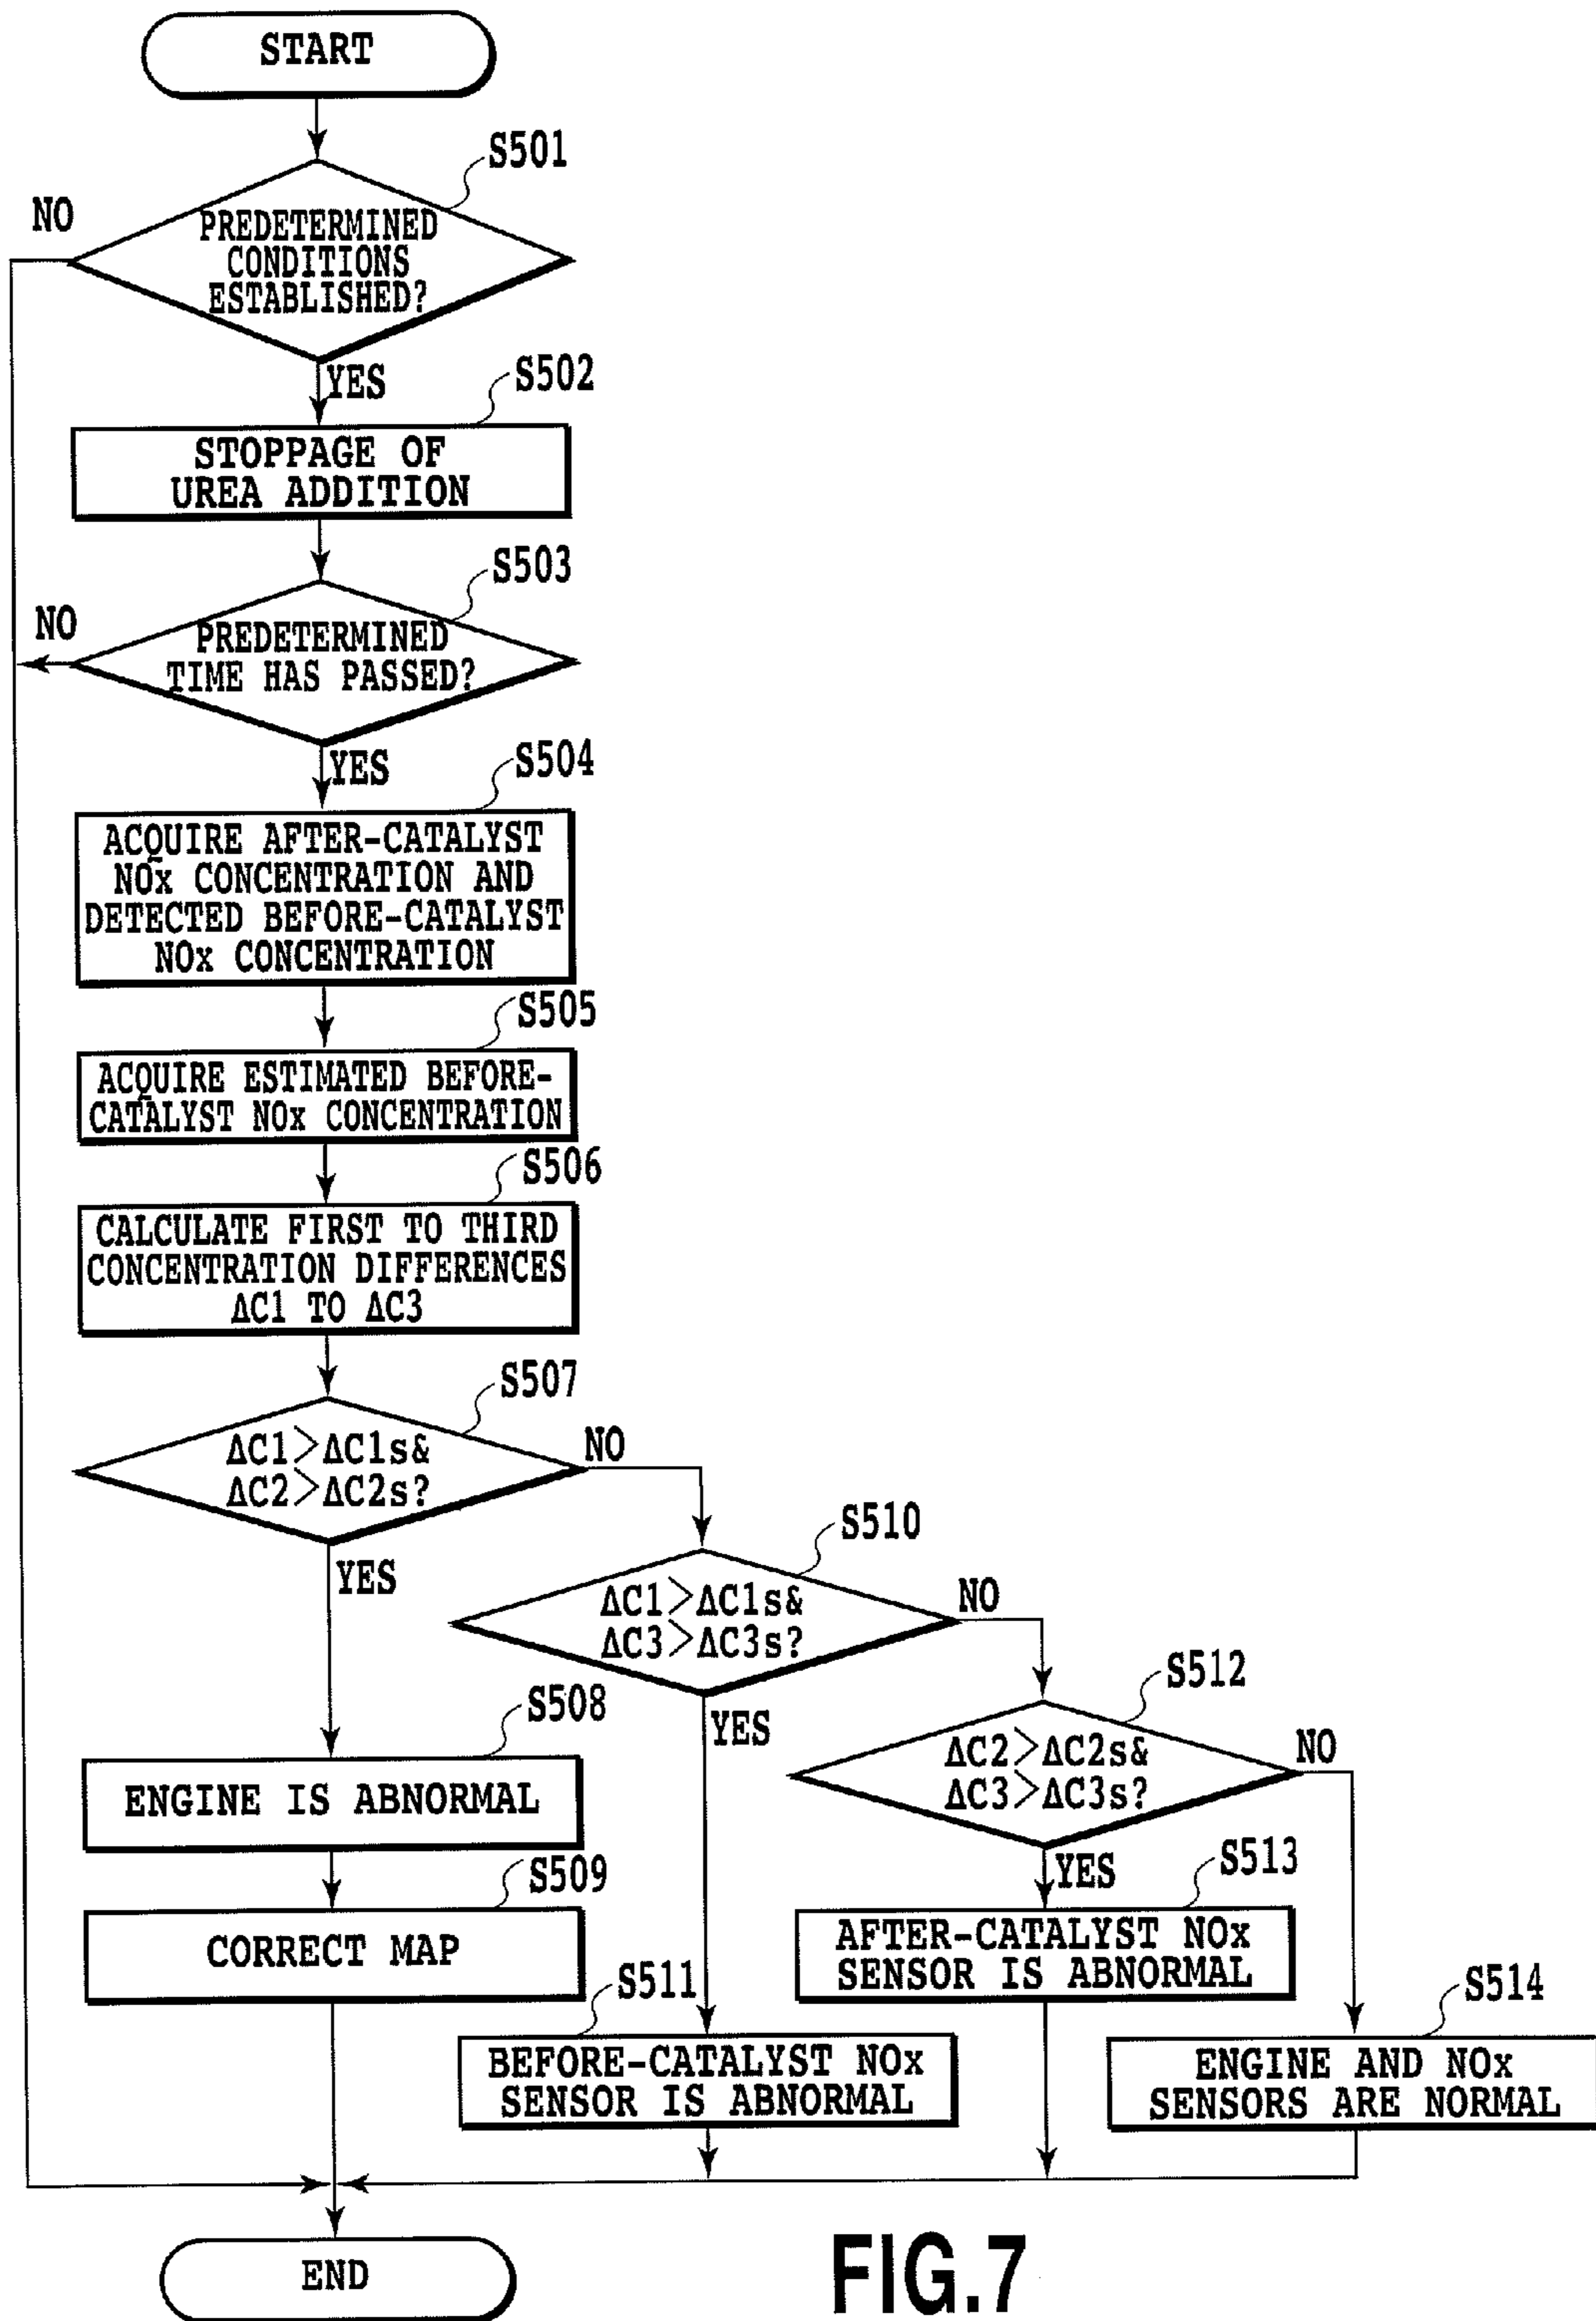 START
S501
NO
PREDETERMINED
CONDITIONS
ESTABLISHED?
YES
S502
STOPPAGE OF
UREA ADDITION
S503
NO
PREDETERMINED
TIME HAS PASSED?
YES
S504
ACQUIRE AFTER-CATALYST
NOx CONCENTRATION AND
DETECTED BEFORE-CATALYST
NOx CONCENTRATION
S505
ACQUIRE ESTIMATED BEFORE-
CATALYST NOx CONCENTRATION
S506
CALCULATE FIRST TO THIRD
CONCENTRATION DIFFERENCES
ΔC1 TO ΔC3
S507
ΔC1>ΔC1s&
ΔC2>ΔC2s?
NO
YES
S510
ΔC1>ΔC1s&
ΔC3>ΔC3s?
NO
YES
S512
ΔC2>ΔC2s&
ΔC3>ΔC3s?
NO
YES
S508
ENGINE IS ABNORMAL
S509
CORRECT MAP
S513
AFTER-CATALYST NOx
SENSOR IS ABNORMAL
S511
BEFORE-CATALYST NOx
SENSOR IS ABNORMAL
S514
ENGINE AND NOx
SENSORS ARE NORMAL
END
FIG.7